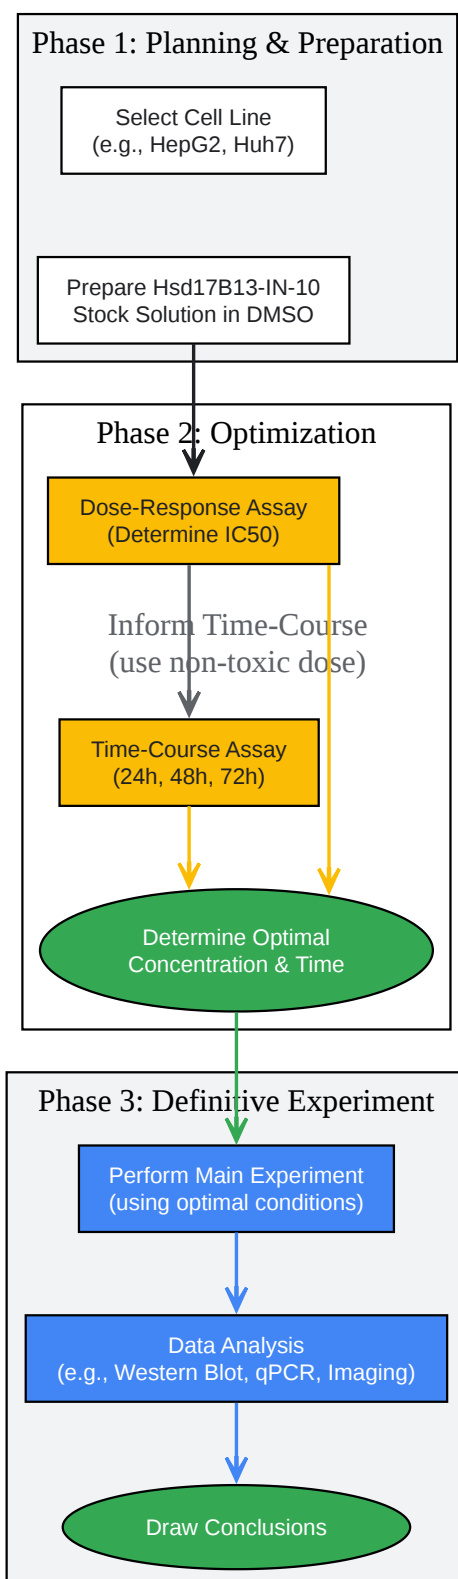 Phase 1: Planning & Preparation
Select Cell Line
(e.g., HepG2, Huh7)
Prepare Hsd17B13-IN-10
Stock Solution in DMSO
Phase 2: Optimization
Dose-Response Assay
(Determine IC50)
Inform Time-Course
(use non-toxic dose)
Time-Course Assay
(24h, 48h, 72h)
Determine Optimal
Concentration & Time
Phase 3: Definitive Experiment
Perform Main Experiment
(using optimal conditions)
Data Analysis
(e.g., Western Blot, qPCR, Imaging)
Draw Conclusions